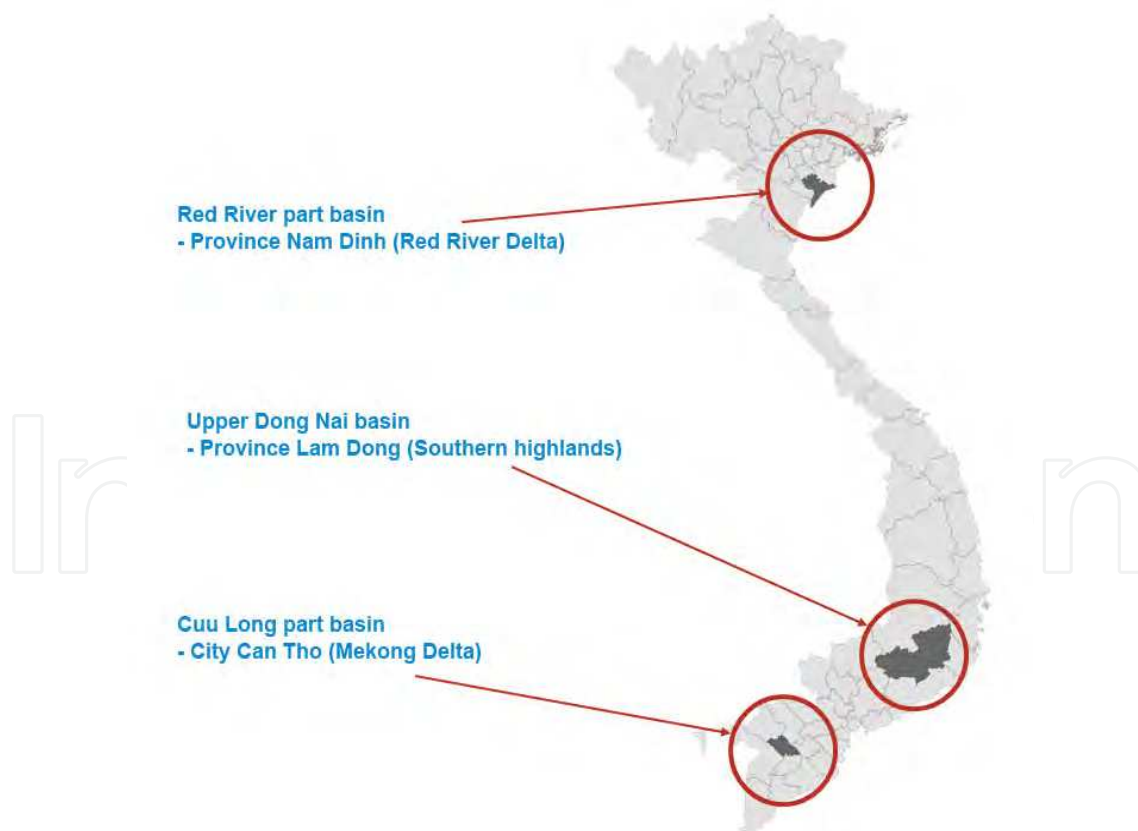 Red River part basin
- Province Nam Dinh (Red River Delta)
Upper Dong Nai basin
- Province Lam Dong (Southern highlands)
Cuu Long part basin
- City Can Tho (Mekong Delta)